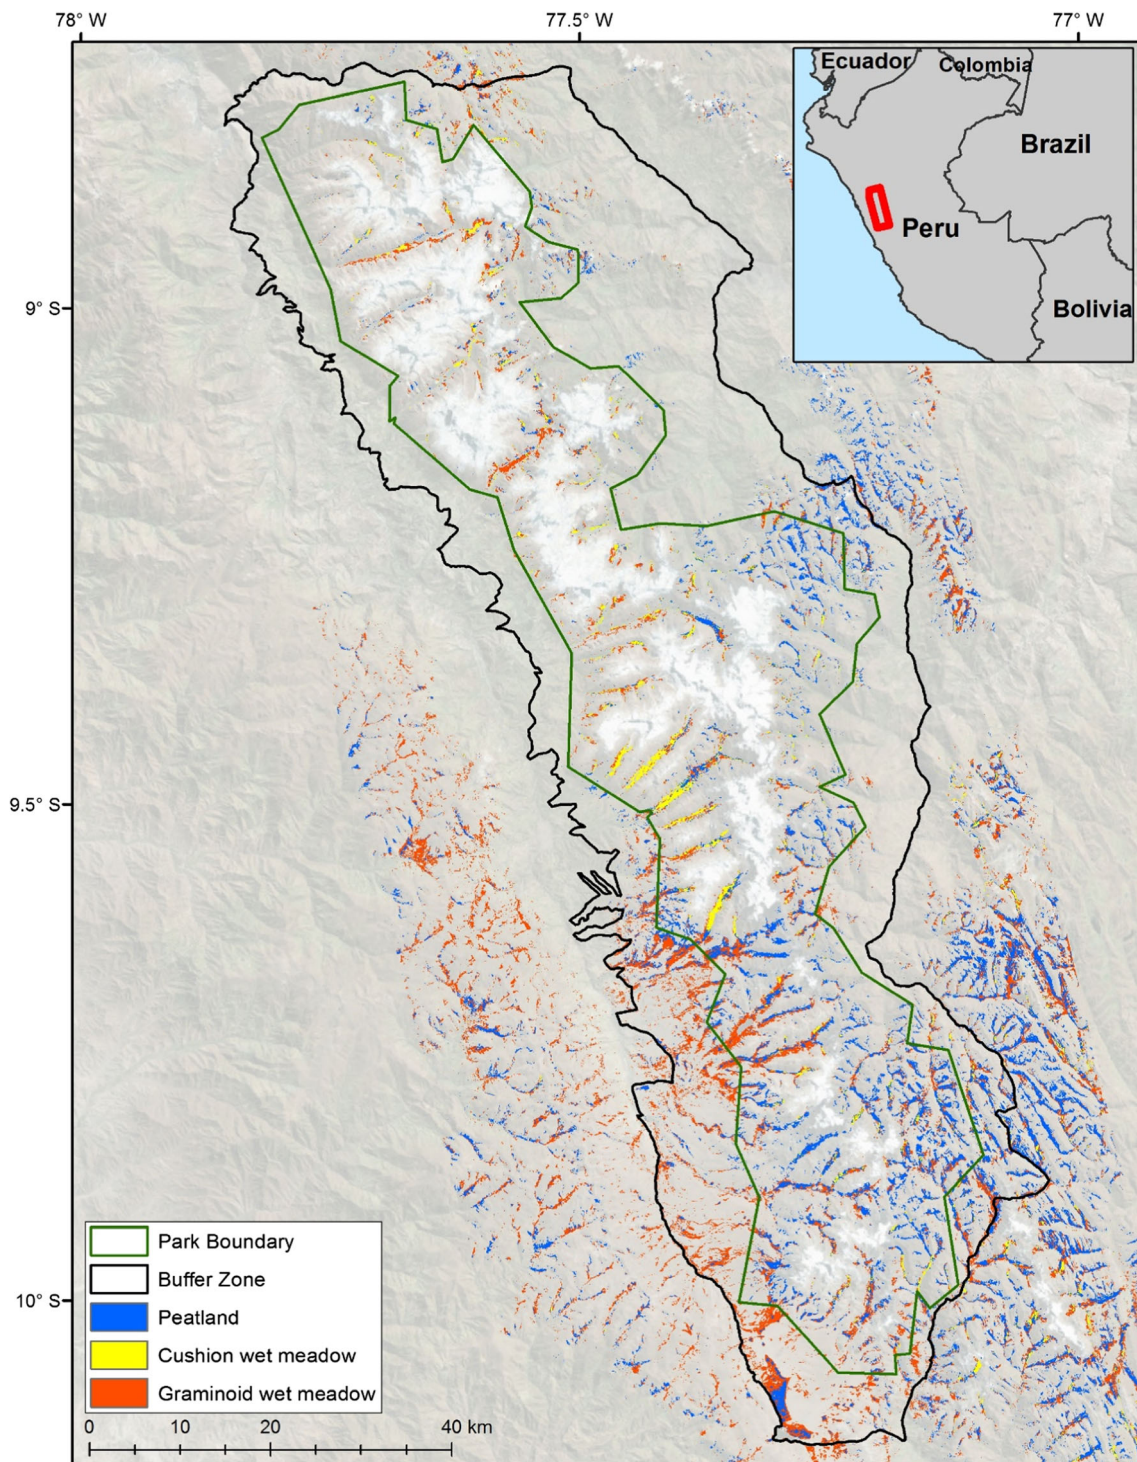 78° W
77.5° W
77° W
Ecuador
Colombia
Brazil
Peru
Bolivia
9° S
9.5° S
10° S
Park Boundary
Buffer Zone
Peatland
Cushion wet meadow
Graminoid wet meadow
0 10 20 40 km